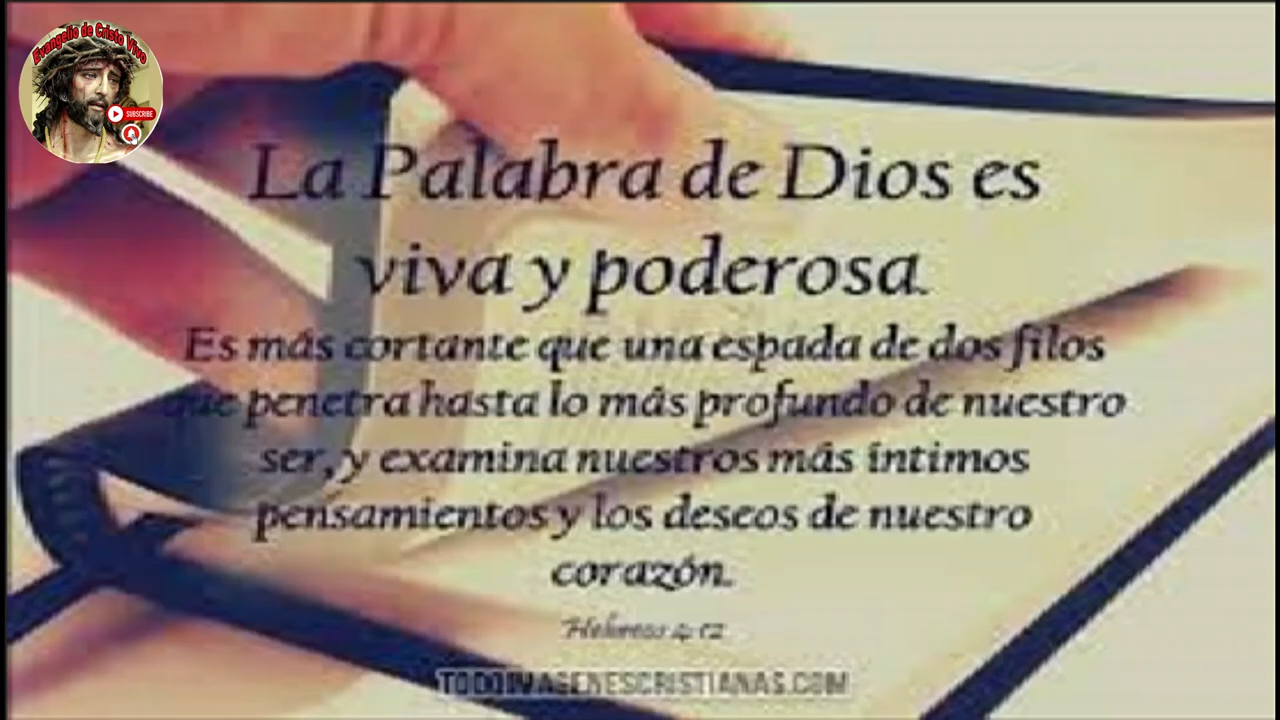 Evangelio de Cristo Vivo
SUBSCRIBE
La Palabra de Dios es
viva y poderosa.
Es más cortante que una espada de dos filos
que penetra hasta lo más profundo de nuestro
ser, y examina nuestros más íntimos
pensamientos y los deseos de nuestro
corazón.
Hebreos 4:12
TODOIMAGENESCRISTIANAS.COM